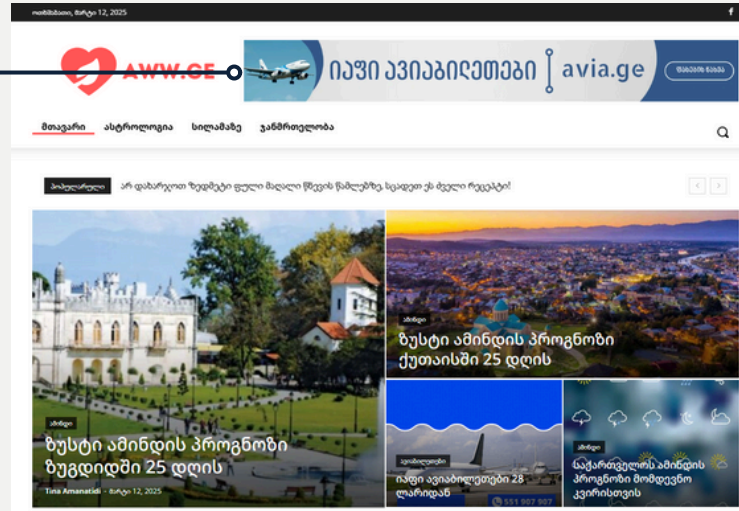 ოთხშაბათი, მარტი 12, 2025
AWW.GE
იაფი ავიაბილეთები | avia.ge
ფასების ნახვა
მთავარი ასტროლოგია სილამაზე ჯანმრთელობა
პოპულარული
არ დახარჯოთ ზედმეტი ფული მაღალი წნევის წამლებზე, სცადეთ ეს ძველი რეცეპტი!
ამინდი
ზუსტი ამინდის პროგნოზი
ზუგდიდში 25 დღის
Tina Amanatidi - მარტი 12, 2025
ამინდი
ზუსტი ამინდის პროგნოზი
ქუთაისში 25 დღის
ავიაბილეთები
იაფი ავიაბილეთები 28
ლარიდან
551 907 907
ამინდი
საქართველოს ამინდის
პროგნოზი მომდევნო
კვირისთვის